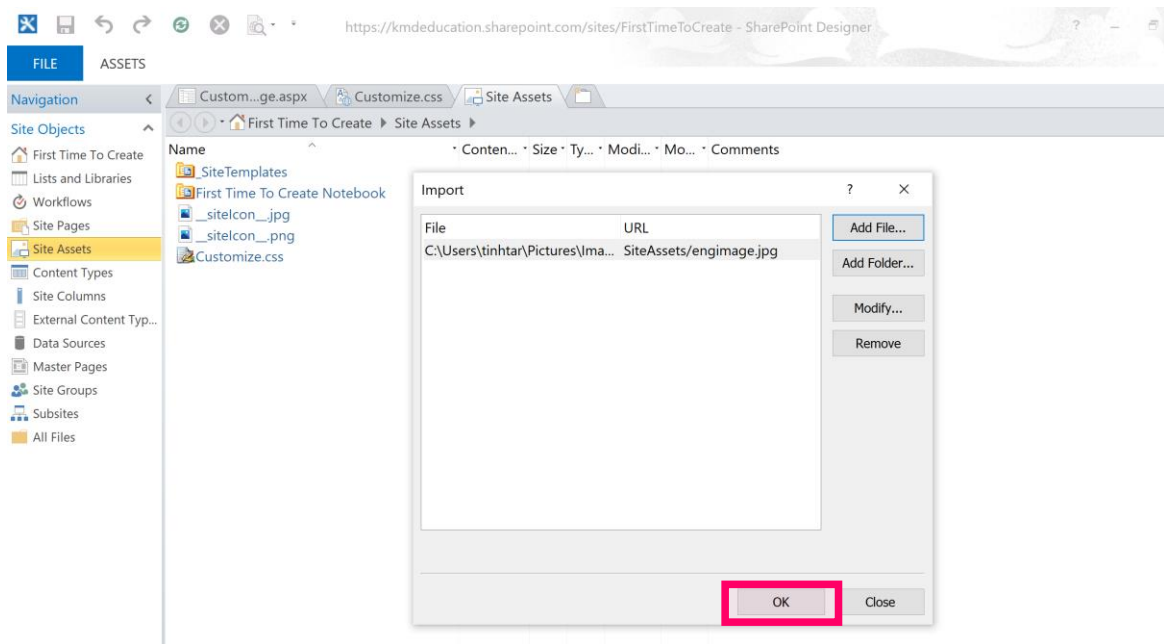 https://kmdeducation.sharepoint.com/sites/FirstTimeToCreate - SharePoint Designer
?
FILE ASSETS
Navigation <
Custom...ge.aspx Customize.css Site Assets
Site Objects
First Time To Create Site Assets
First Time To Create
Lists and Libraries
Workflows
Site Pages
Site Assets
Content Types
Site Columns
External Content Typ...
Data Sources
Master Pages
Site Groups
Subsites
All Files
Name Conten... Size Ty... Modi... Mo... Comments
_SiteTemplates
First Time To Create Notebook
__siteIcon__.jpg
__siteIcon__.png
Customize.css
Import ? X
File URL
C:\Users\tinhtar\Pictures\Ima... SiteAssets/engimage.jpg
Add File...
Add Folder...
Modify...
Remove
OK Close